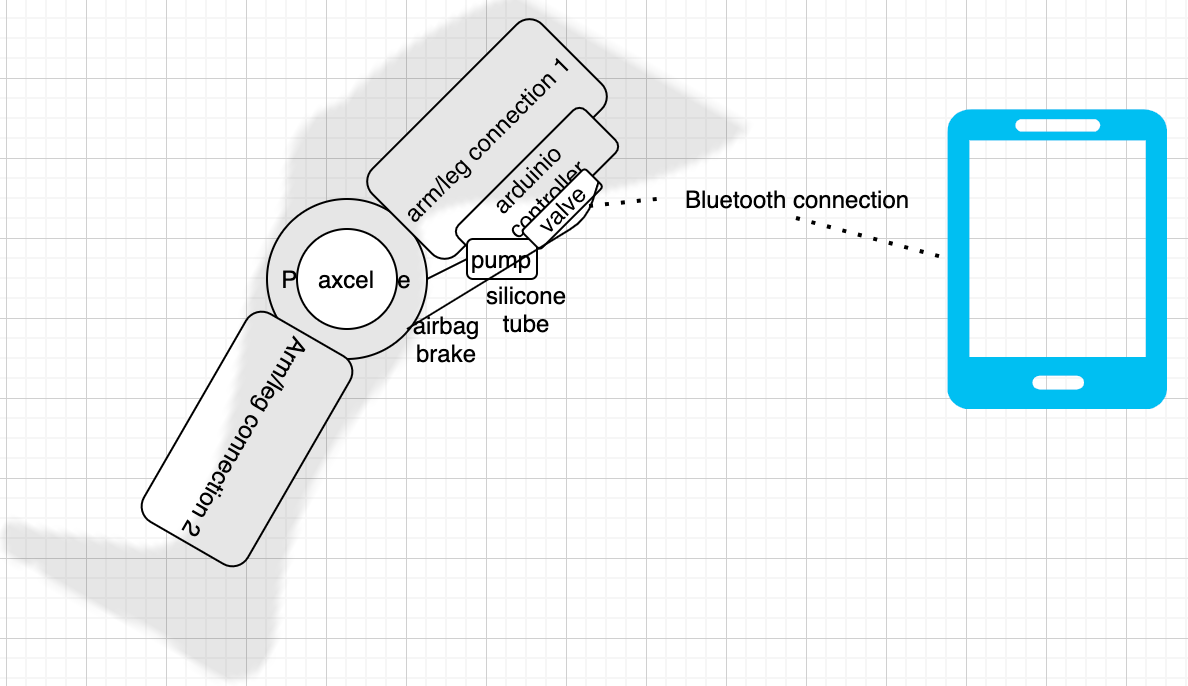 arm/leg connection 1
arduinio
controller
valve
Bluetooth connection
pump
P
axcel
e
silicone
tube
airbag
brake
Arm/leg connection 2